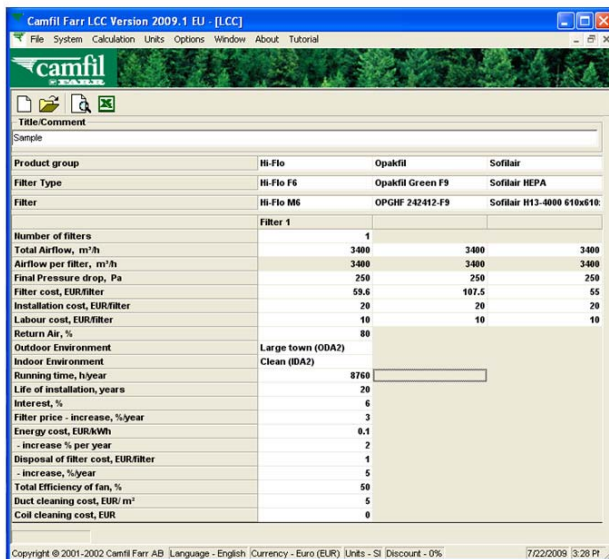 Camfil Farr LCC Version 2009.1 EU - [LCC]
File System Calculation Units Options Window About Tutorial
camfil
FARR
Title/Comment
Sample
Product group Hi-Flo Opakfil Sofilair
Filter Type Hi-Flo F6 Opakfil Green F9 Sofilair HEPA
Filter Hi-Flo M6 OPGHF 242412-F9 Sofilair H13-4000 610x610:
Filter 1
Number of filters 1
Total Airflow, m³/h 3400 3400 3400
Airflow per filter, m³/h 3400 3400 3400
Final Pressure drop, Pa 250 250 250
Filter cost, EUR/filter 59.6 107.5 55
Installation cost, EUR/filter 20 20 20
Labour cost, EUR/filter 10 10 10
Return Air, % 80
Outdoor Environment Large town (ODA2)
Indoor Environment Clean (IDA2)
Running time, h/year 8760
Life of installation, years 20
Interest, % 6
Filter price - increase, %/year 3
Energy cost, EUR/kWh 0.1
- increase % per year 2
Disposal of filter cost, EUR/filter 1
- increase, %/year 5
Total Efficiency of fan, % 50
Duct cleaning cost, EUR/ m² 5
Coil cleaning cost, EUR 0
Copyright © 2001-2002 Camfil Farr AB Language - English Currency - Euro (EUR) Units - SI Discount - 0% 7/22/2009 3:28 PM